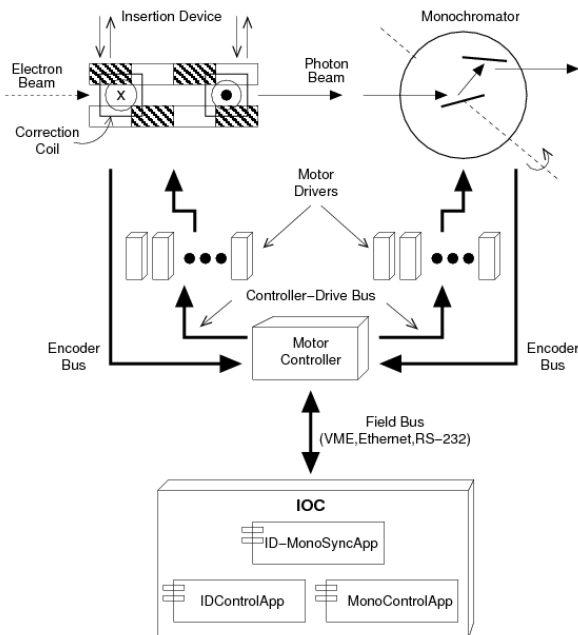 Insertion Device
Monochromator
Electron
Beam
Photon
Beam
X
Correction
Coil
Motor
Drivers
Controller-Drive Bus
Encoder
Bus
Motor
Controller
Encoder
Bus
Field Bus
(VME,Ethernet,RS-232)
IOC
ID-MonoSyncApp
IDControlApp
MonoControlApp